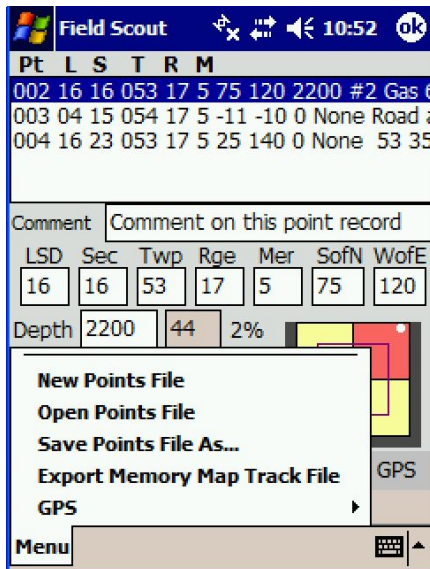 Field Scout 10:52 ok
Pt L S T R M
002 16 16 053 17 5 75 120 2200 #2 Gas
003 04 15 054 17 5 -11 -10 0 None Road
004 16 23 053 17 5 25 140 0 None 53 35
Comment Comment on this point record
LSD Sec Twp Rge Mer SofN WofE
16 16 53 17 5 75 120
Depth 2200 44 2%
New Points File
Open Points File
Save Points File As...
Export Memory Map Track File
GPS
GPS
Menu